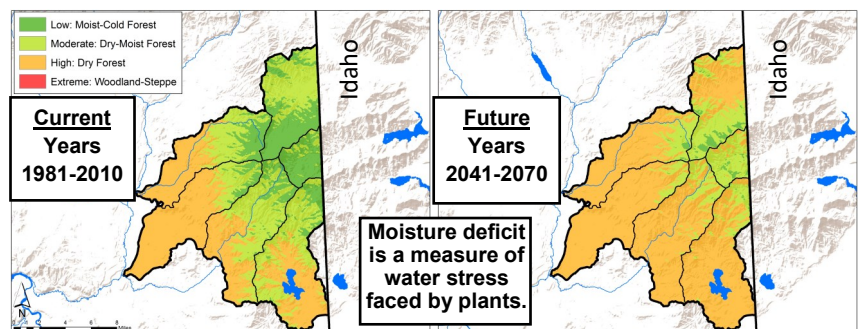 Low: Moist-Cold Forest
Moderate: Dry-Moist Forest
High: Dry Forest
Extreme: Woodland-Steppe
Current
Years
1981-2010
Idaho
Future
Years
2041-2070
Idaho
Moisture deficit
is a measure of
water stress
faced by plants.
N
Miles